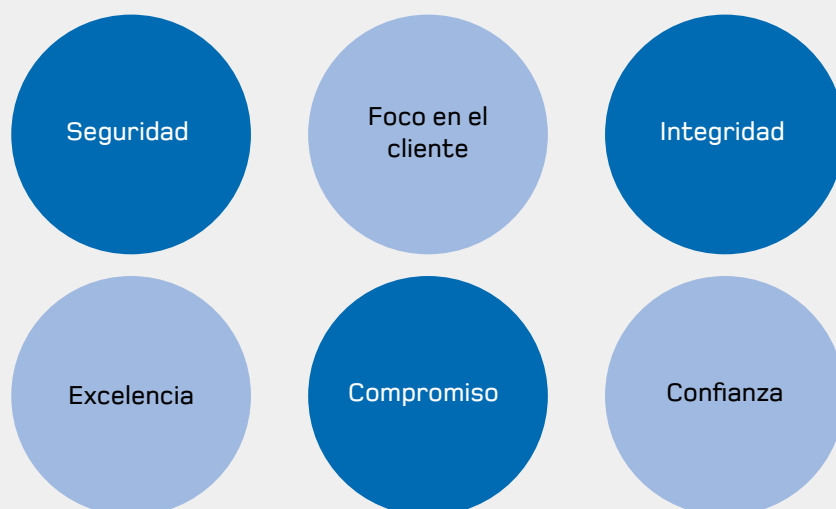 Seguridad
Foco en el
cliente
Integridad
Excelencia
Compromiso
Confianza